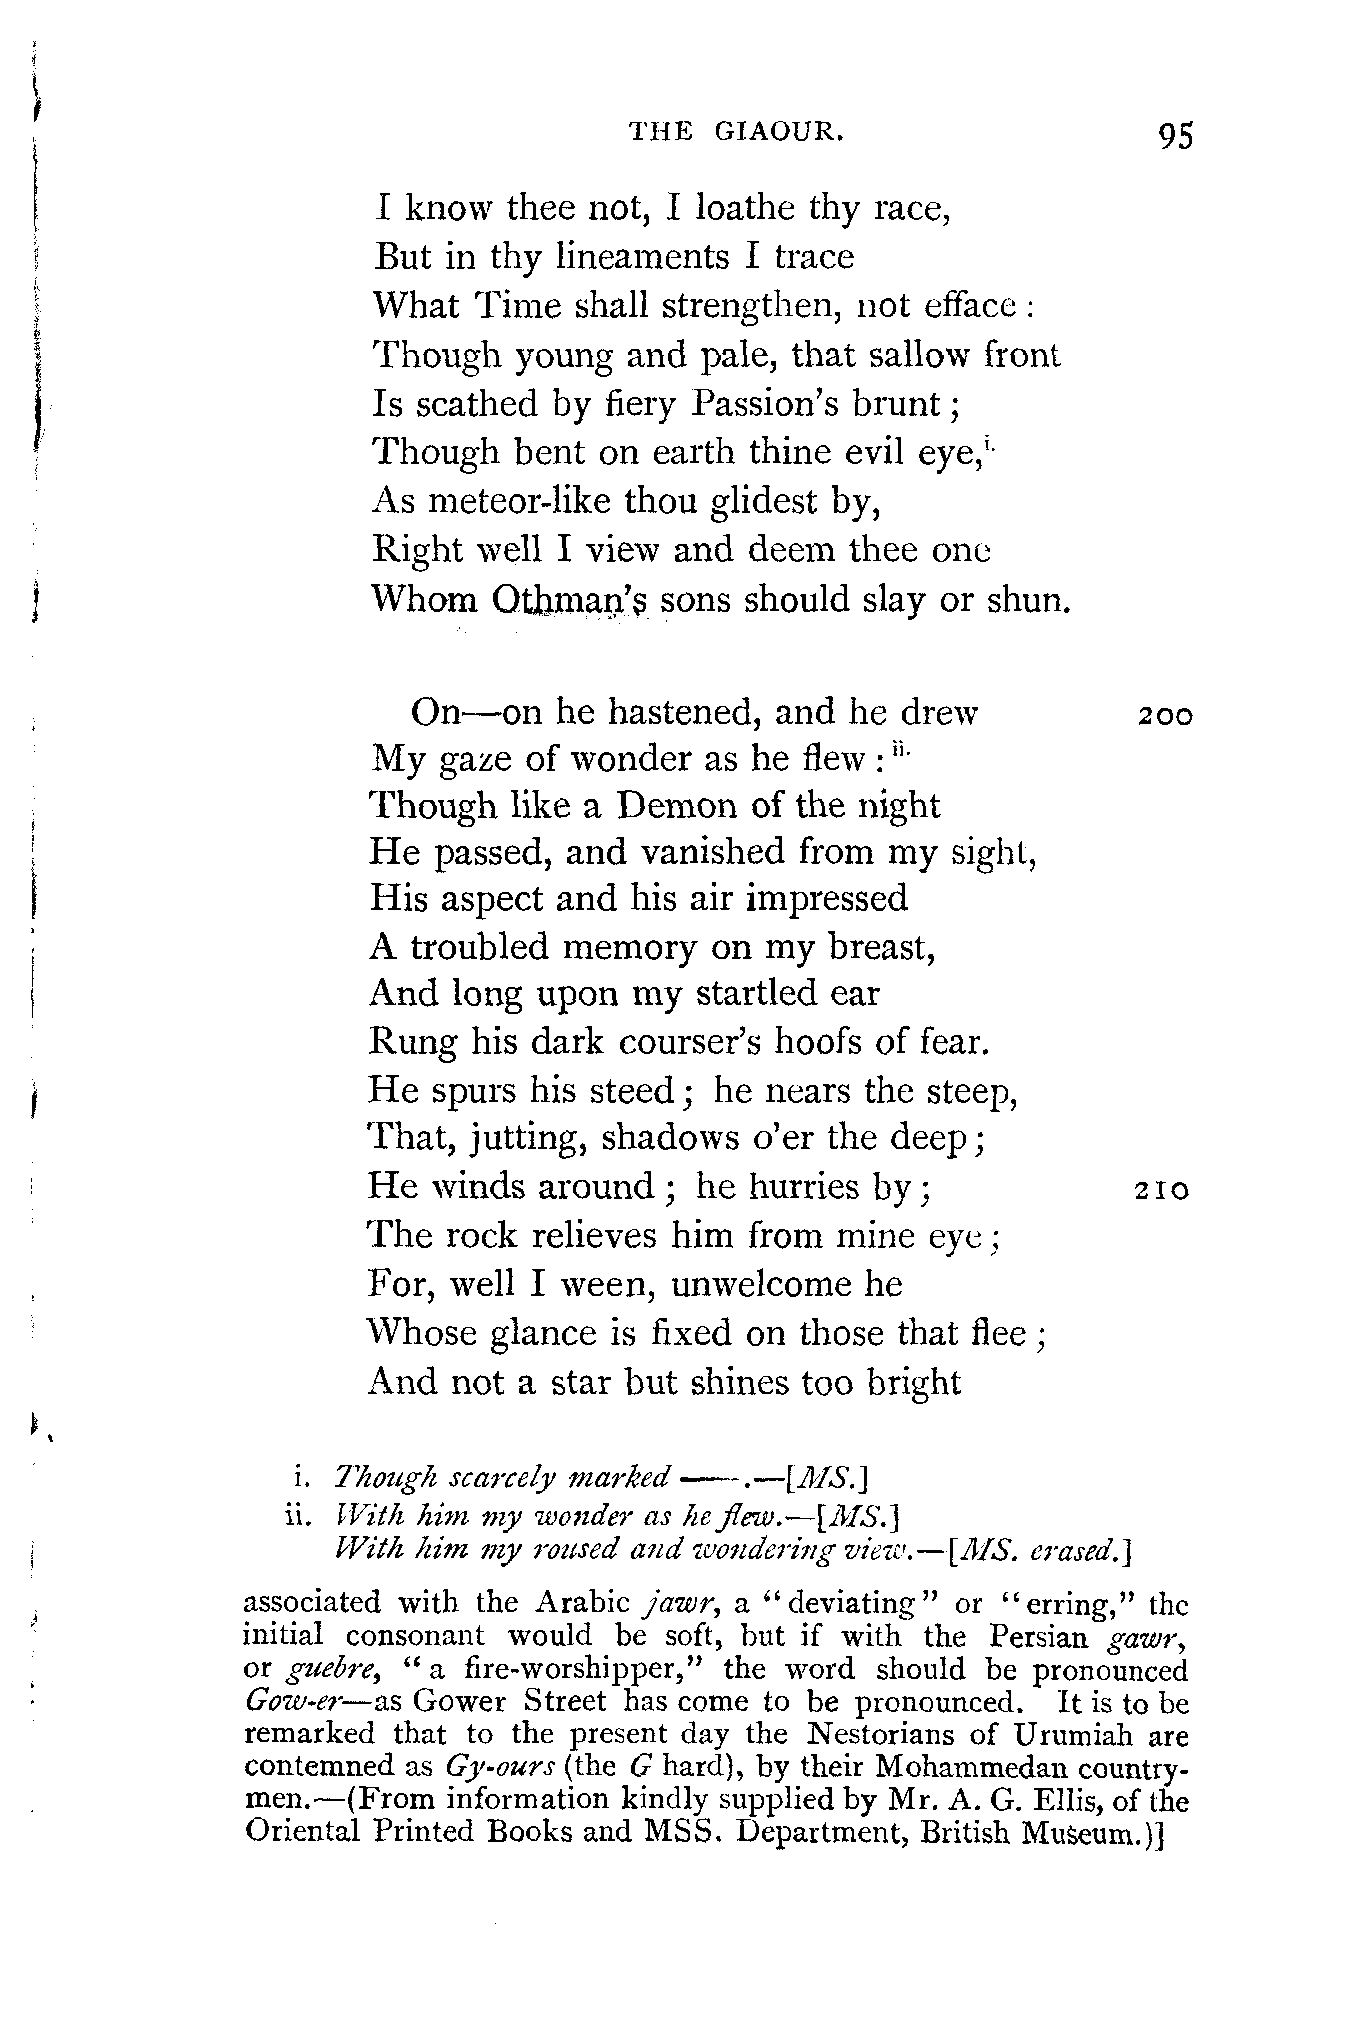 THE GIAOUR. 95
I know thee not, I loathe thy race,
But in thy lineaments I trace
What Time shall strengthen, not efface :
Though young and pale, that sallow front
Is scathed by fiery Passion's brunt ;
Though bent on earth thine evil eye,i.
As meteor-like thou glidest by,
Right well I view and deem thee one
Whom Othman's sons should slay or shun.
On—on he hastened, and he drew 200
My gaze of wonder as he flew : ii.
Though like a Demon of the night
He passed, and vanished from my sight,
His aspect and his air impressed
A troubled memory on my breast,
And long upon my startled ear
Rung his dark courser's hoofs of fear.
He spurs his steed ; he nears the steep,
That, jutting, shadows o'er the deep ;
He winds around ; he hurries by ; 210
The rock relieves him from mine eye ;
For, well I ween, unwelcome he
Whose glance is fixed on those that flee ;
And not a star but shines too bright
i. Though scarcely marked ——.—[MS.]
ii. With him my wonder as he flew.—[MS.]
With him my roused and wondering view.—[MS. erased.]
associated with the Arabic jawr, a "deviating" or "erring," the
initial consonant would be soft, but if with the Persian gawr,
or guebre, "a fire-worshipper," the word should be pronounced
Gow-er—as Gower Street has come to be pronounced. It is to be
remarked that to the present day the Nestorians of Urumiah are
contemned as Gy-ours (the G hard), by their Mohammedan country-
men.—(From information kindly supplied by Mr. A. G. Ellis, of the
Oriental Printed Books and MSS. Department, British Museum.)]